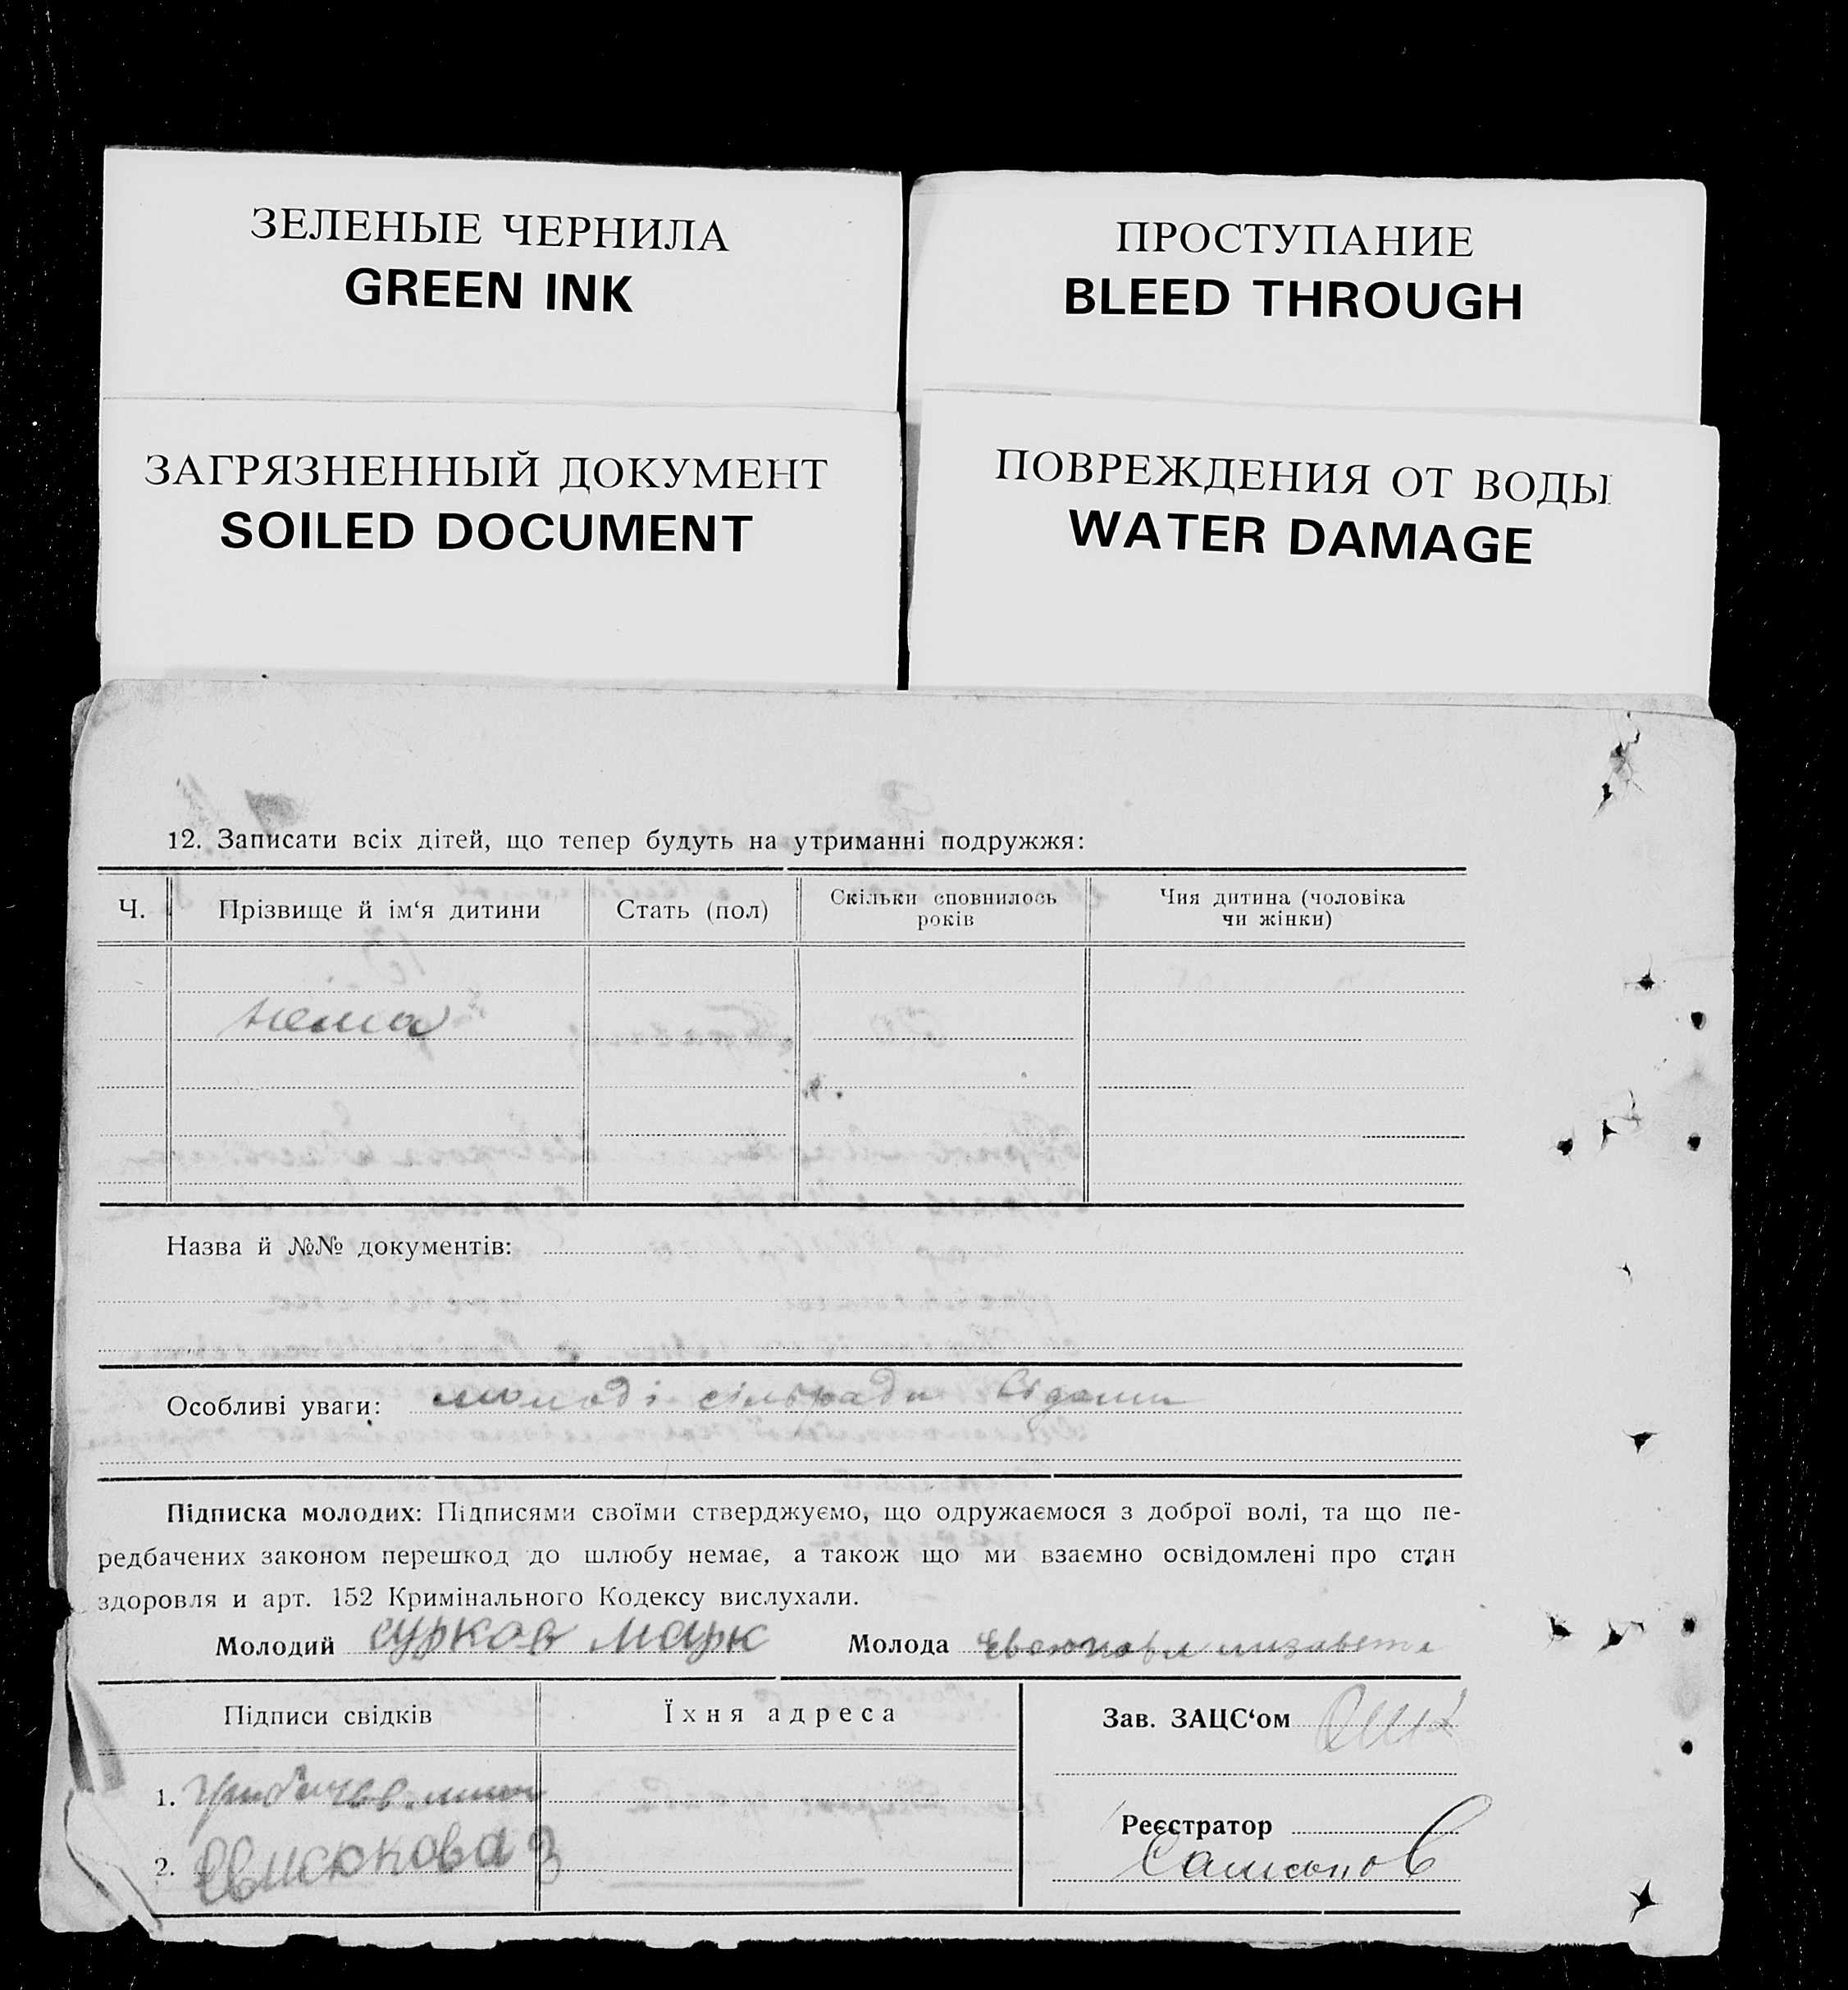 ЗЕЛЕНЫЕ ЧЕРНИЛА
GREEN INK
ПРОСТУПАНИЕ
BLEED THROUGH
ЗАГРЯЗНЕННЫЙ ДОКУМЕНТ
SOILED DOCUMENT
ПОВРЕЖДЕНИЯ ОТ ВОДЫ
WATER DAMAGE
12. Записати всіх дітей, що тепер будуть на утриманні подружжя:
Ч. Прізвище й ім‘я дитини Стать (пол) Скільки сповнилось років Чия дитина (чоловіка чи жінки)
нема
Назва й №№ документів:
Особливі уваги: молоді сільради
Підписка молодих: Підписями своїми стверджуємо, що одружаємося з доброї волі, та що пе-
редбачених законом перешкод до шлюбу немає, а також що ми взаємно освідомлені про стан
здоровля и арт. 152 Кримінального Кодексу вислухали.
Молодий Сурков Марк Молода
Підписи свідків Їхня адреса Зав. ЗАЦС‘ом
1.
Реєстратор
2. Самсонов